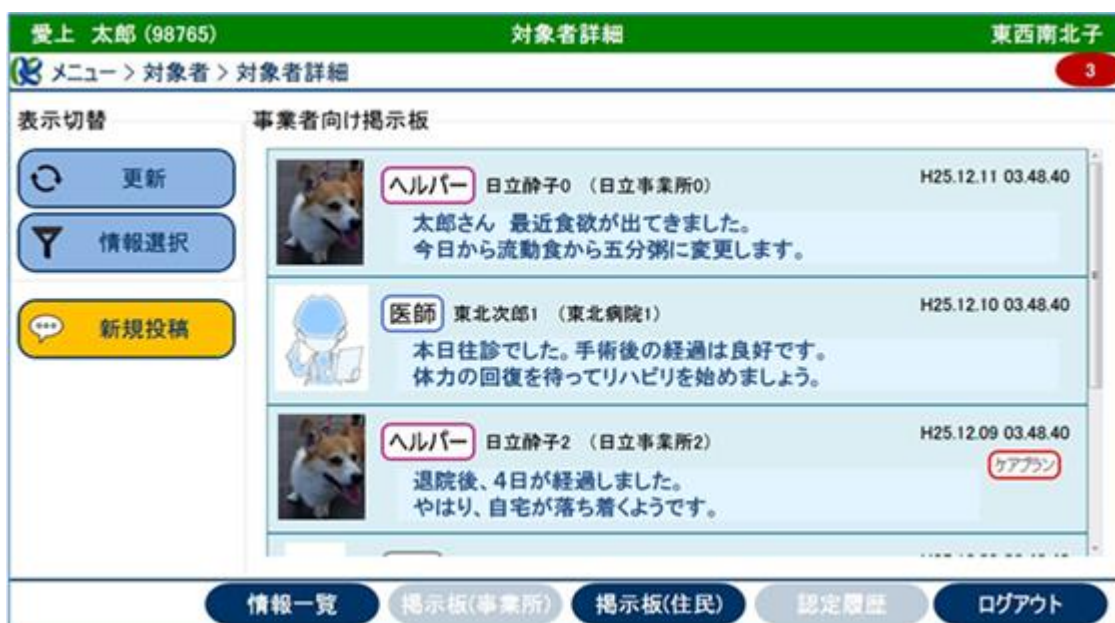 愛上 太郎 (98765) 対象者詳細 東西南北子
メニュー > 対象者 > 対象者詳細 3
表示切替
更新
情報選択
新規投稿
事業者向け掲示板
ヘルパー 日立酔子0 (日立事業所0) H25.12.11 03.48.40
太郎さん 最近食欲が出てきました。
今日から流動食から五分粥に変更します。
医師 東北次郎1 (東北病院1) H25.12.10 03.48.40
本日往診でした。手術後の経過は良好です。
体力の回復を待ってリハビリを始めましょう。
ヘルパー 日立酔子2 (日立事業所2) H25.12.09 03.48.40
ケアプラン
退院後、4日が経過しました。
やはり、自宅が落ち着くようです。
情報一覧 掲示板(事業所) 掲示板(住民) 認定履歴 ログアウト